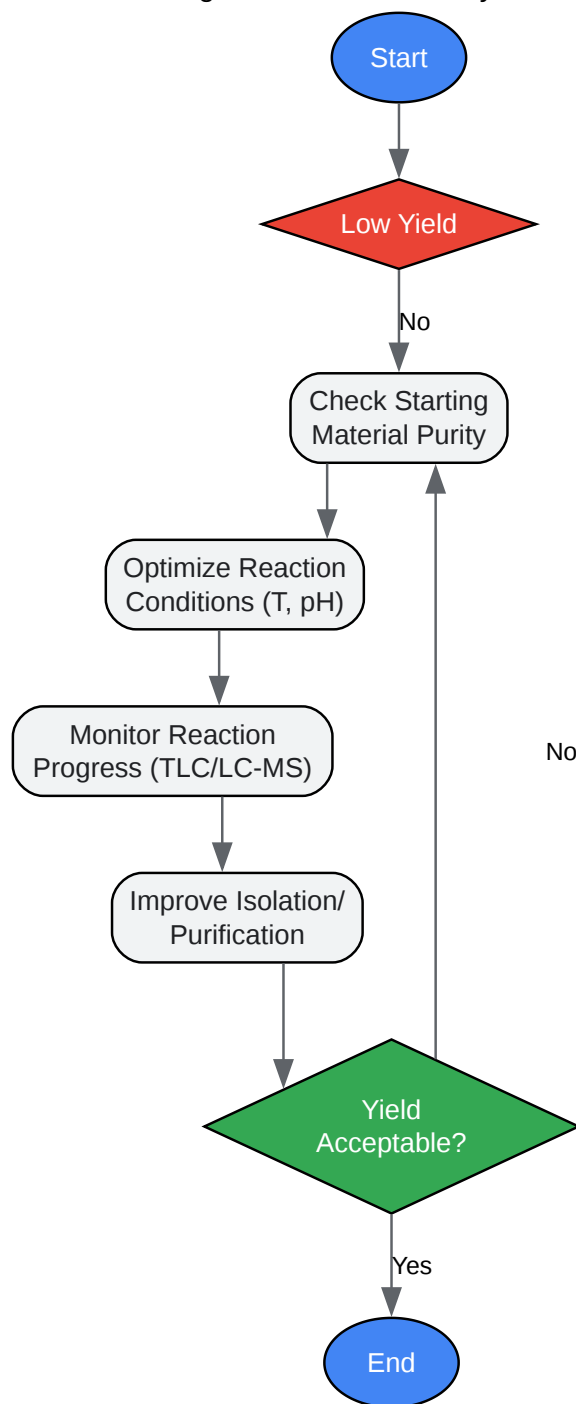 Start
Low Yield
No
Check Starting
Material Purity
Optimize Reaction
Conditions (T, pH)
Monitor Reaction
Progress (TLC/LC-MS)
No
Improve Isolation/
Purification
Yield
Acceptable?
Yes
End